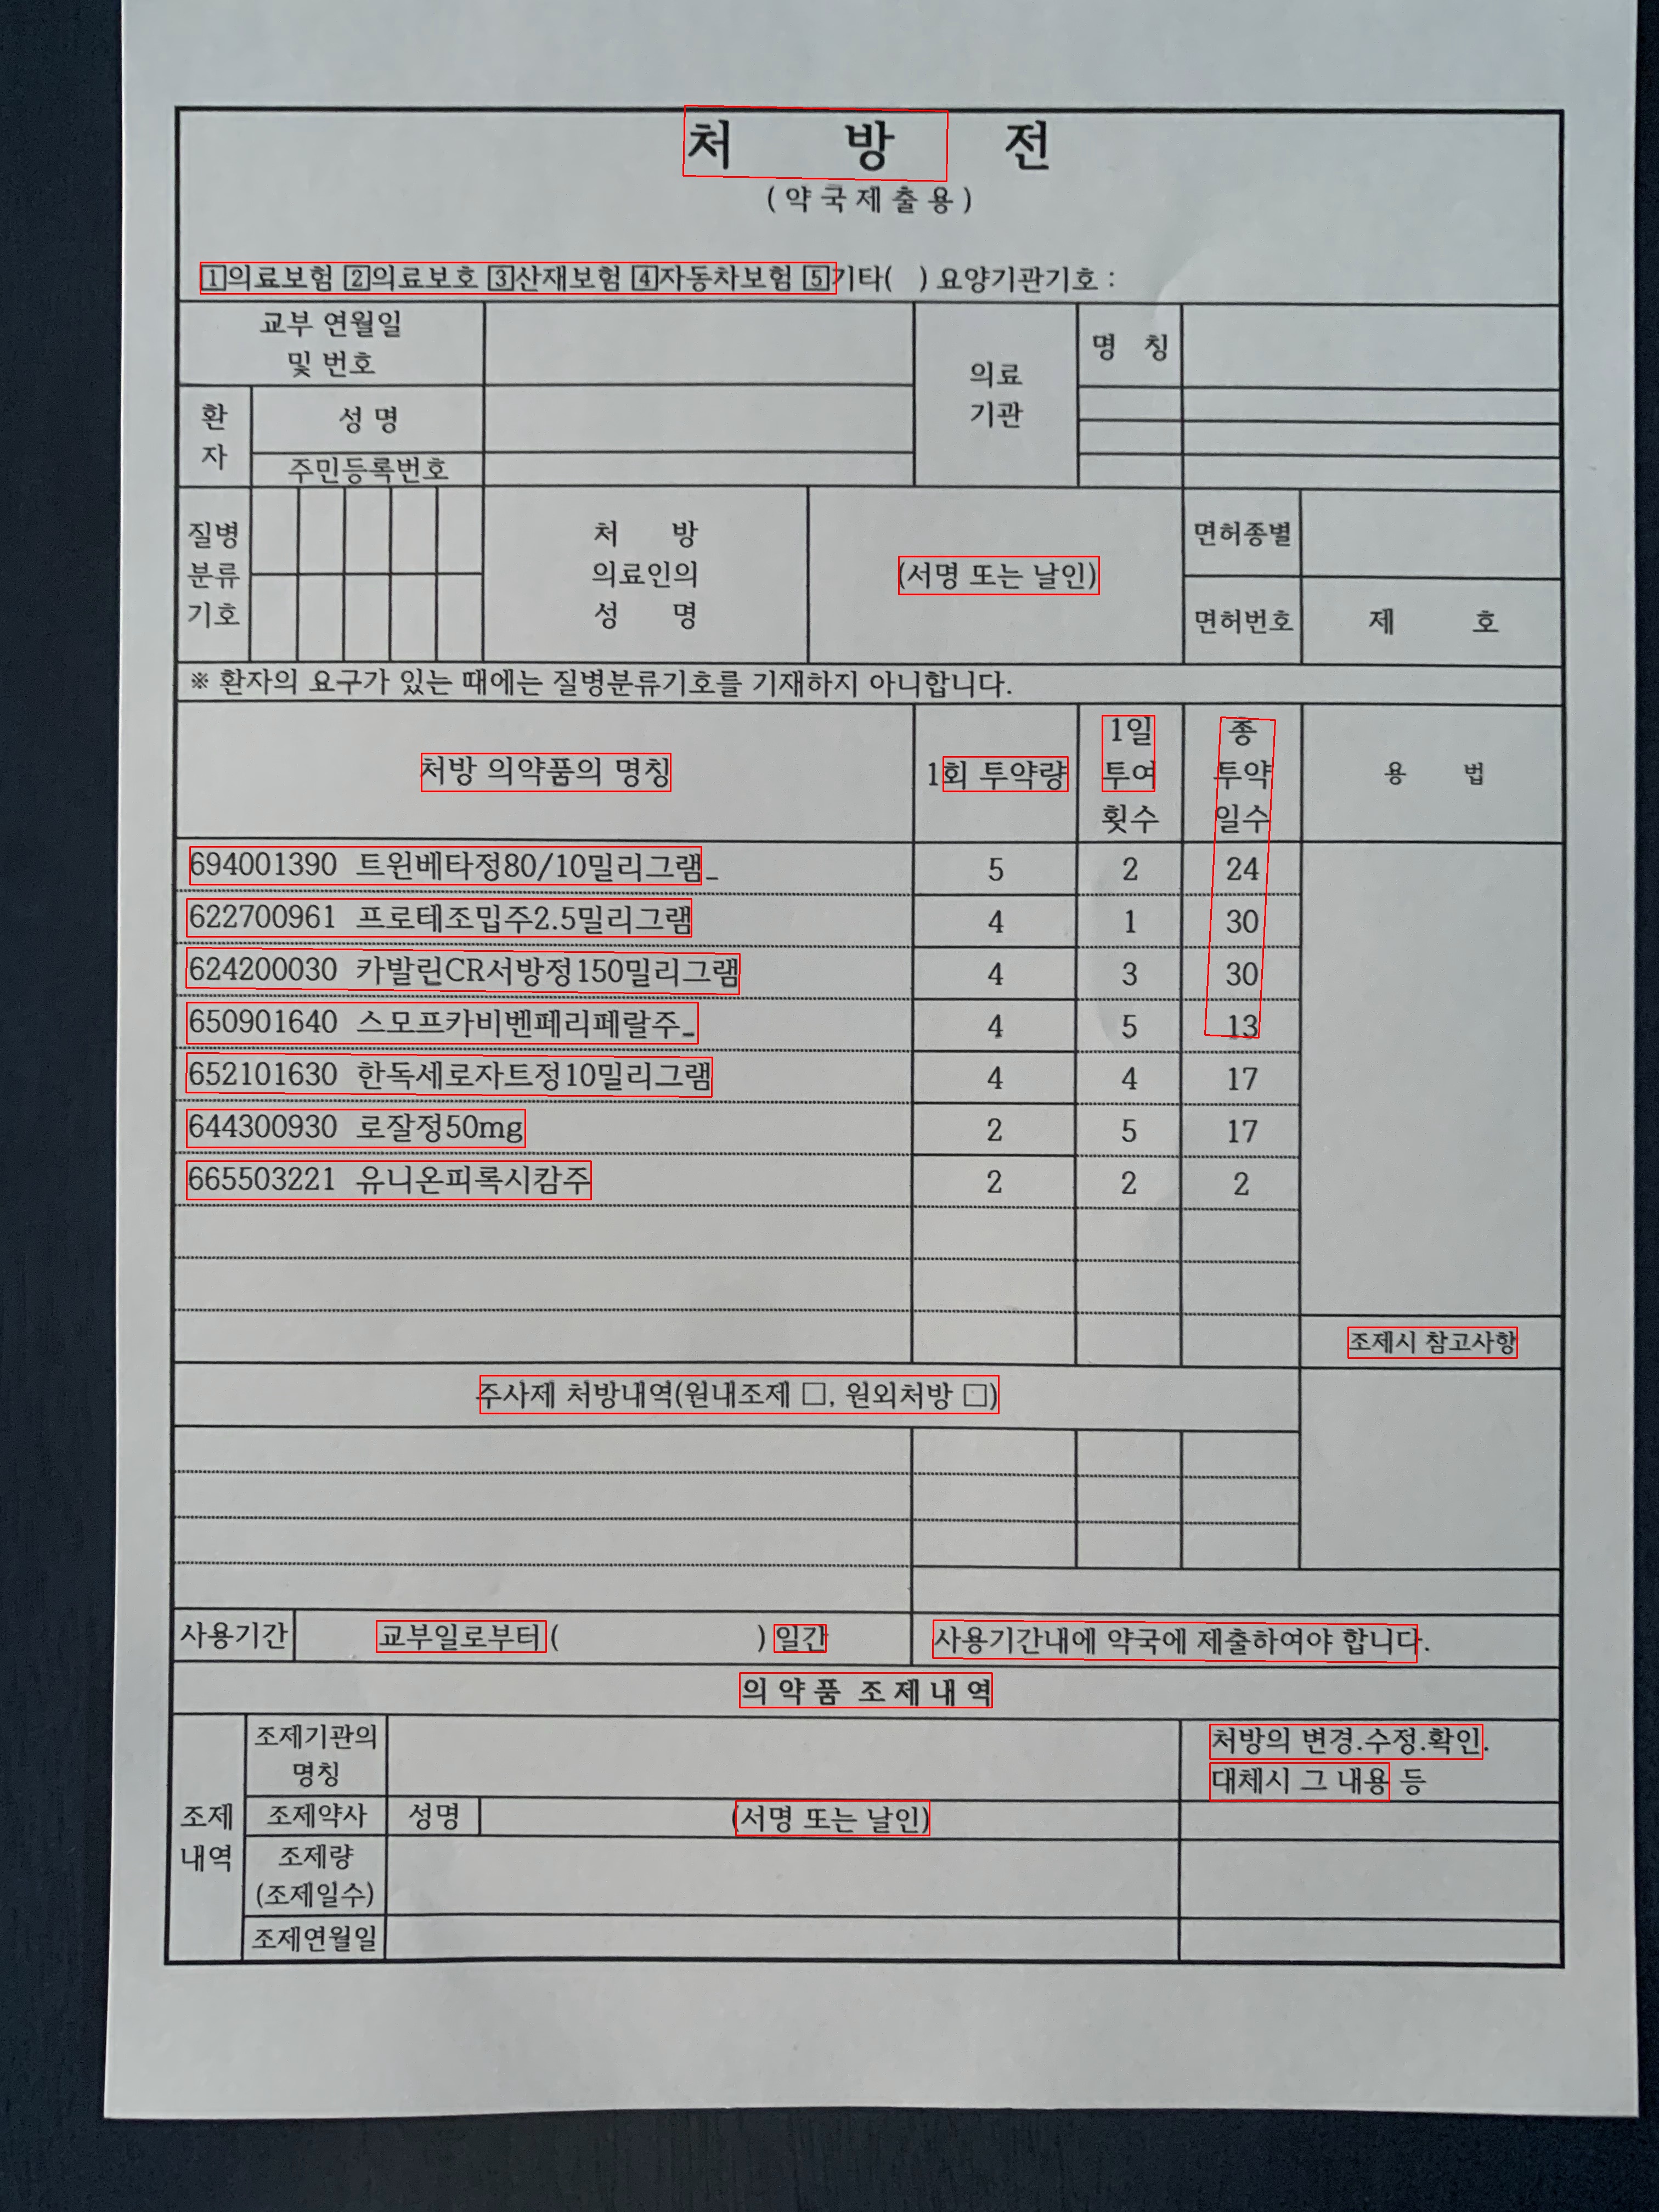 처 방 전
( 약 국 제 출 용 )
1의료보험 2의료보호 3산재보험 4자동차보험 5기타( ) 요양기관기호 :
교부 연월일
및 번호
의료
기관
명 칭
환
자
성 명
주민등록번호
질병
분류
기호
처 방
의료인의
성 명
(서명 또는 날인)
면허종별
면허번호
제 호
※ 환자의 요구가 있는 때에는 질병분류기호를 기재하지 아니합니다.
처방 의약품의 명칭
1회 투약량
1일
투여
횟수
총
투약
일수
용 법
694001390 트윈베타정80/10밀리그램_ 5 2 24
622700961 프로테조밉주2.5밀리그램 4 1 30
624200030 카발린CR서방정150밀리그램 4 3 30
650901640 스모프카비벤페리페랄주_ 4 5 13
652101630 한독세로자트정10밀리그램 4 4 17
644300930 로잘정50mg 2 5 17
665503221 유니온피록시캄주 2 2 2
조제시 참고사항
주사제 처방내역(원내조제 □, 원외처방 □)
사용기간 교부일로부터 ( ) 일간 사용기간내에 약국에 제출하여야 합니다.
의 약 품 조 제 내 역
조제
내역
조제기관의
명칭
처방의 변경.수정.확인.
대체시 그 내용 등
조제약사 성명 (서명 또는 날인)
조제량
(조제일수)
조제연월일